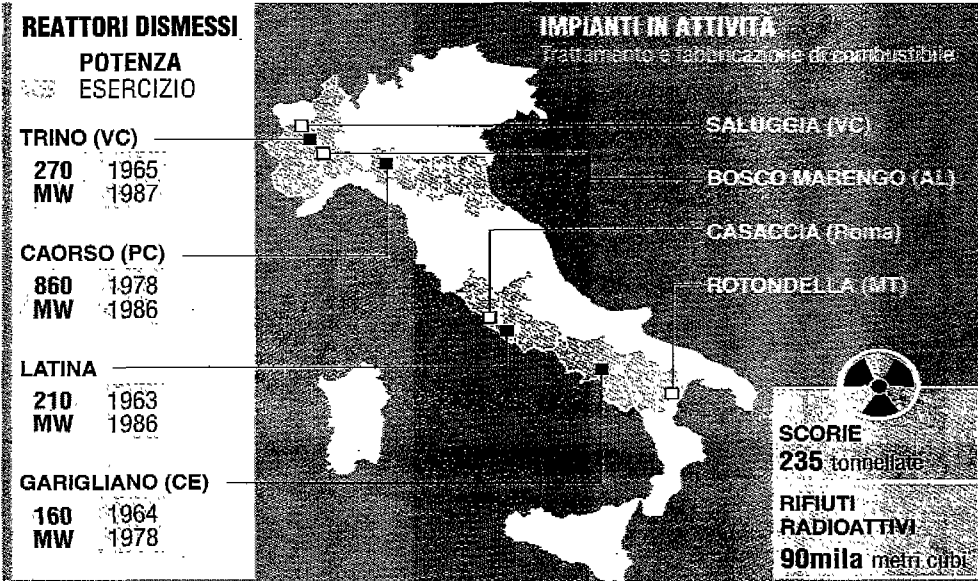 REATTORI DISMESSI
POTENZA
ESERCIZIO
TRINO (VC)
270 1965
MW 1987
CAORSO (PC)
860 1978
MW 1986
LATINA
210 1963
MW 1986
GARIGLIANO (CE)
160 1964
MW 1978
IMPIANTI IN ATTIVITÀ
Trattamento e fabbricazione di combustibile
SALUGGIA (VC)
BOSCO MARENGO (AL)
CASACCIA (Roma)
ROTONDELLA (MT)
SCORIE
235 tonnellate
RIFIUTI
RADIOATTIVI
90mila metri cubi